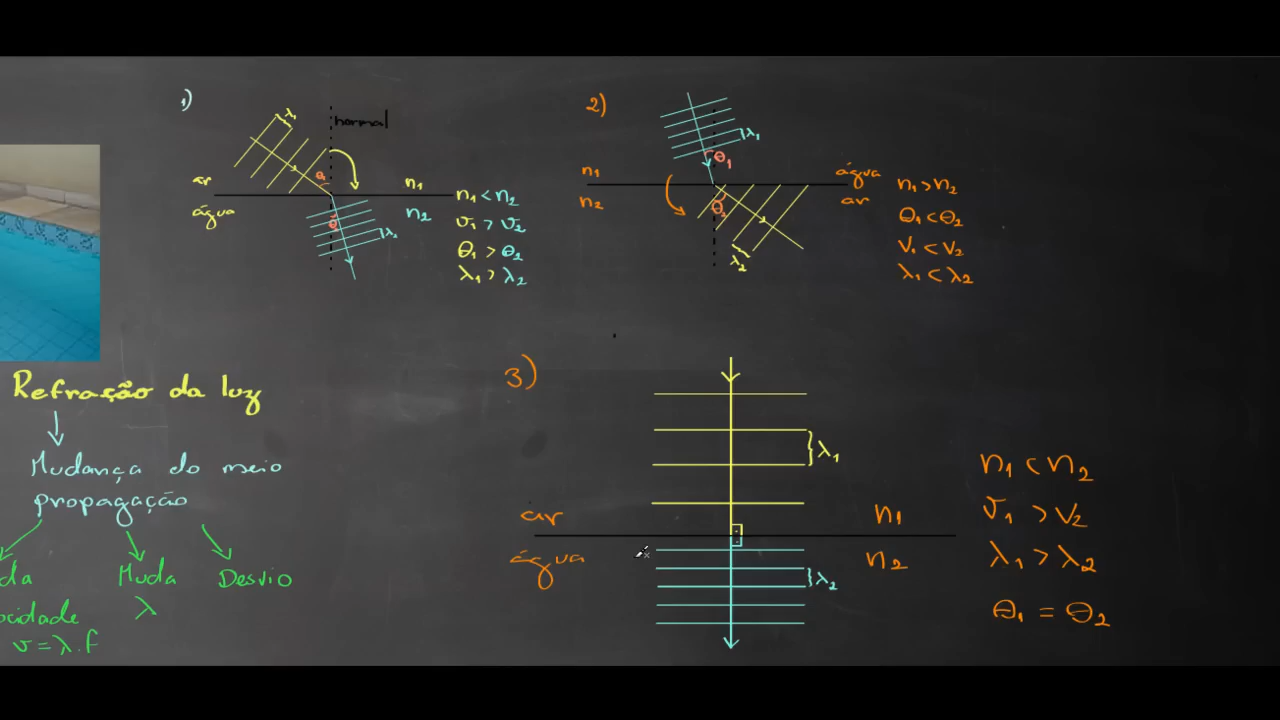 1)
λ₁
normal
θ₁
ar
água
n₁
n₂
θ₂
λ₂
n₁ < n₂
v₁ > v₂
θ₁ > θ₂
λ₁ > λ₂
2)
λ₁
θ₁
n₁
n₂
água
ar
θ₂
λ₂
n₁ > n₂
θ₁ < θ₂
v₁ < v₂
λ₁ < λ₂
Refração da luz
Mudança do meio
propagação
da
Muda
Desvio
ocidade
λ
v = λ.f
3)
λ₁
ar
água
n₁
n₂
λ₂
n₁ < n₂
v₁ > v₂
λ₁ > λ₂
θ₁ = θ₂